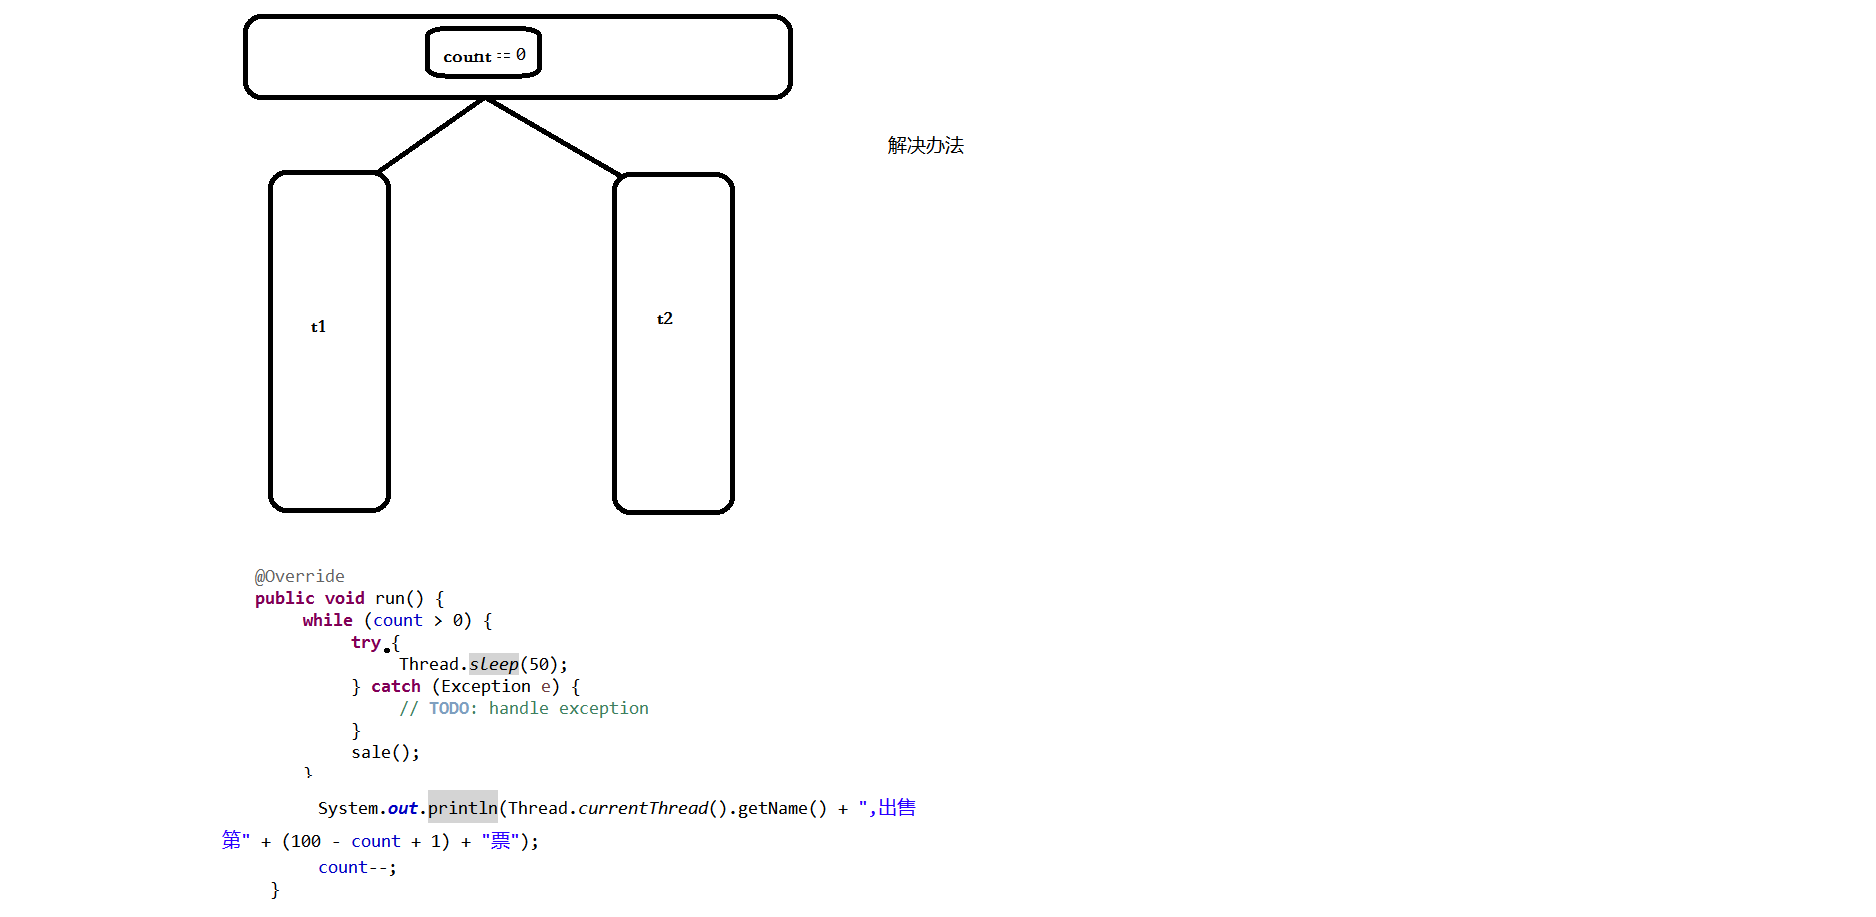 count == 0
解决办法
t1
t2
@Override
public void run() {
while (count > 0) {
try {
Thread.sleep(50);
} catch (Exception e) {
// TODO: handle exception
}
sale();
}
System.out.println(Thread.currentThread().getName() + ",出售
第" + (100 - count + 1) + "票");
count--;
}